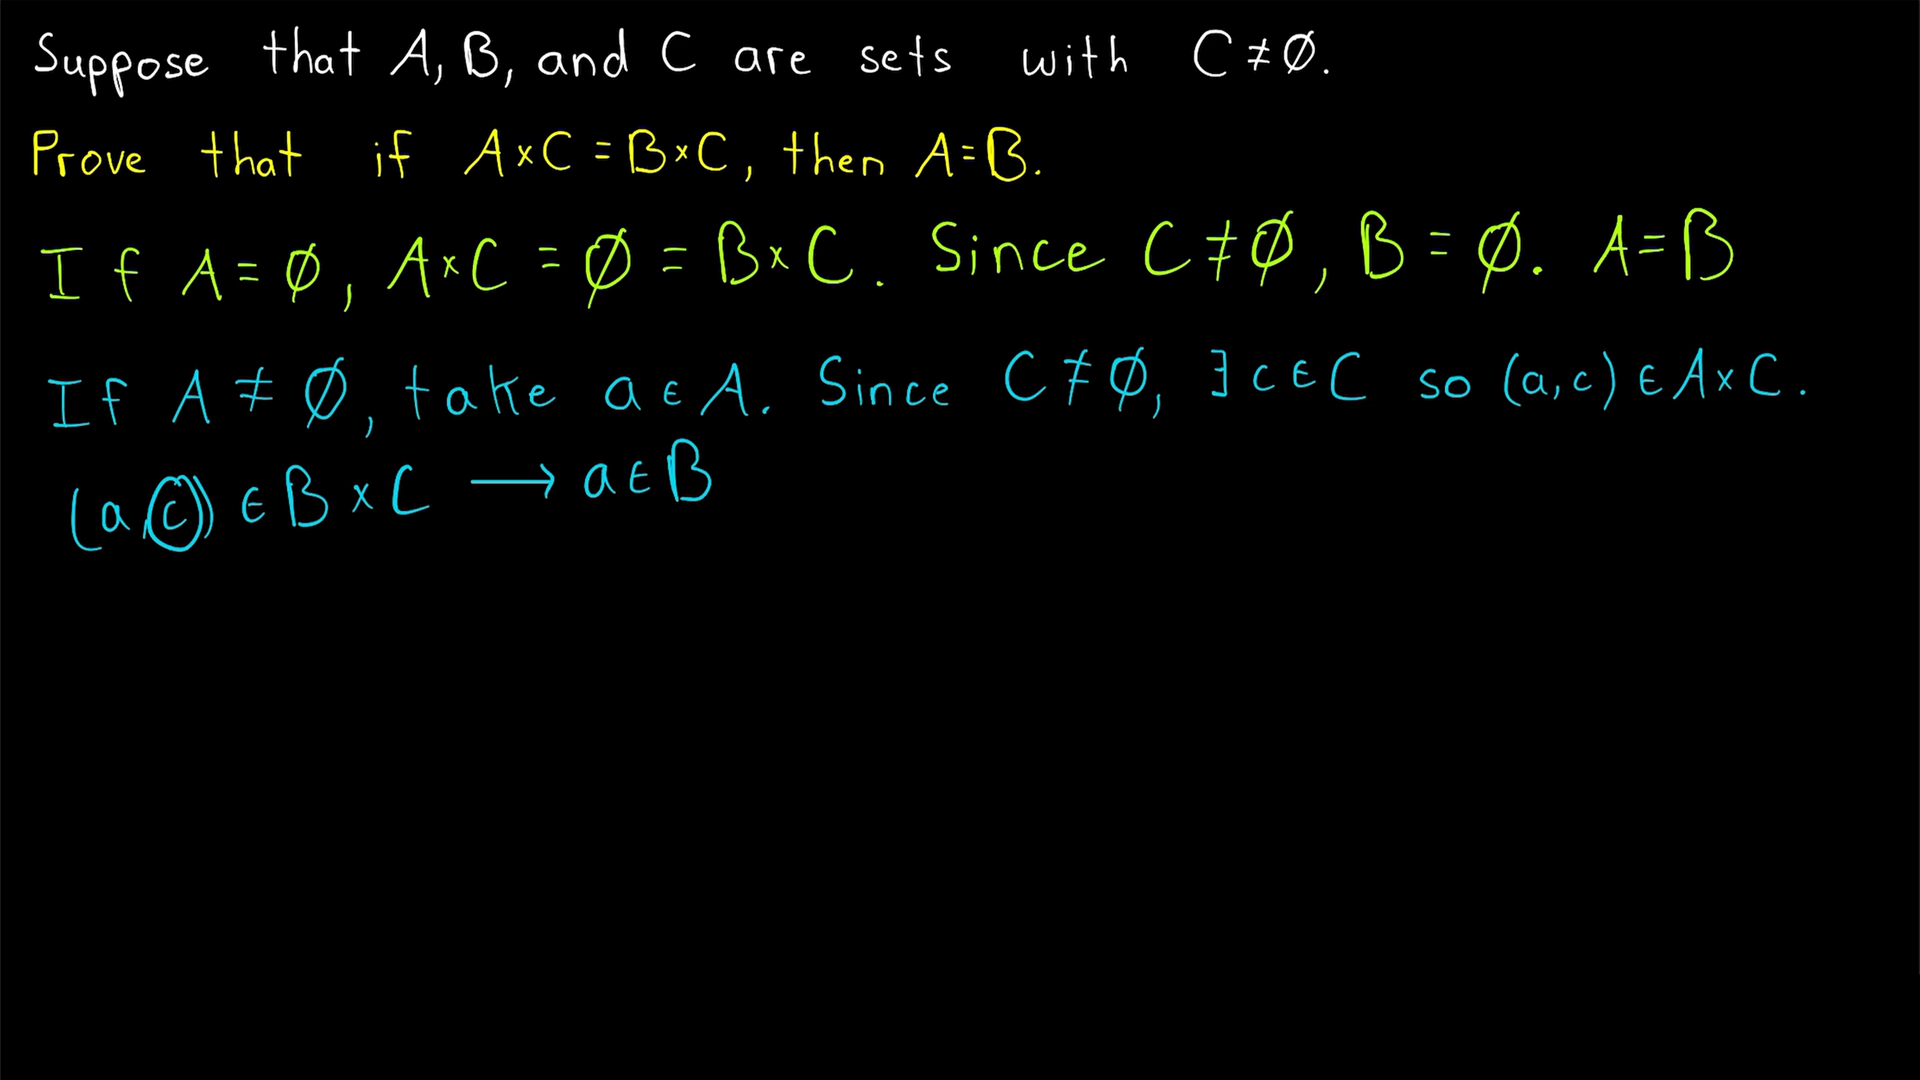 Suppose that A, B, and C are sets with C ≠ ∅.
Prove that if A×C = B×C, then A=B.
If A = ∅, A×C = ∅ = B×C. Since C ≠ ∅, B = ∅. A=B
If A ≠ ∅, take a ∈ A. Since C ≠ ∅, ∃ c ∈ C so (a,c) ∈ A×C.
(a,c) ∈ B × C → a ∈ B